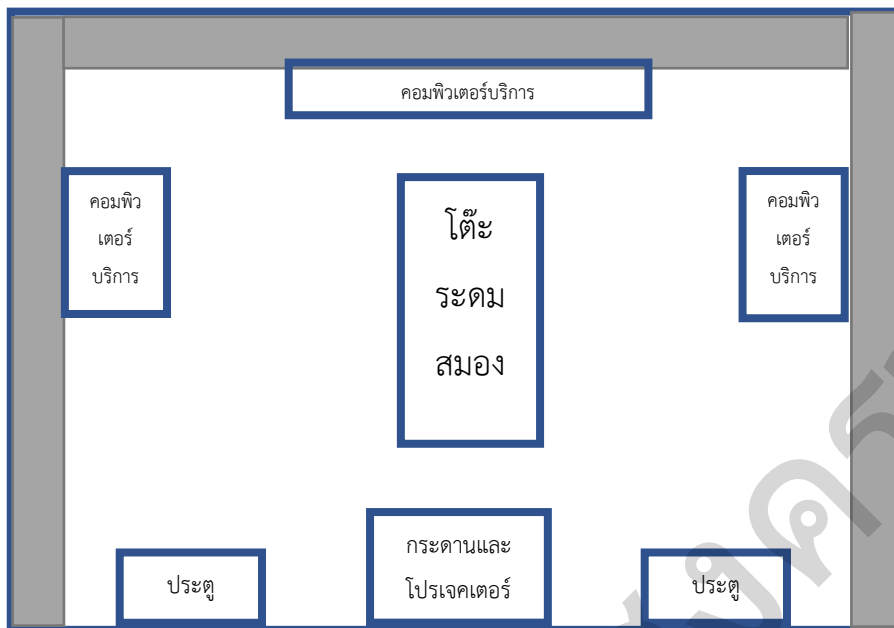 คอมพิวเตอร์บริการ
คอมพิว
เตอร์
บริการ
โต๊ะ
ระดม
สมอง
คอมพิว
เตอร์
บริการ
กระดานและ
โปรเจคเตอร์
ประตู
ประตู